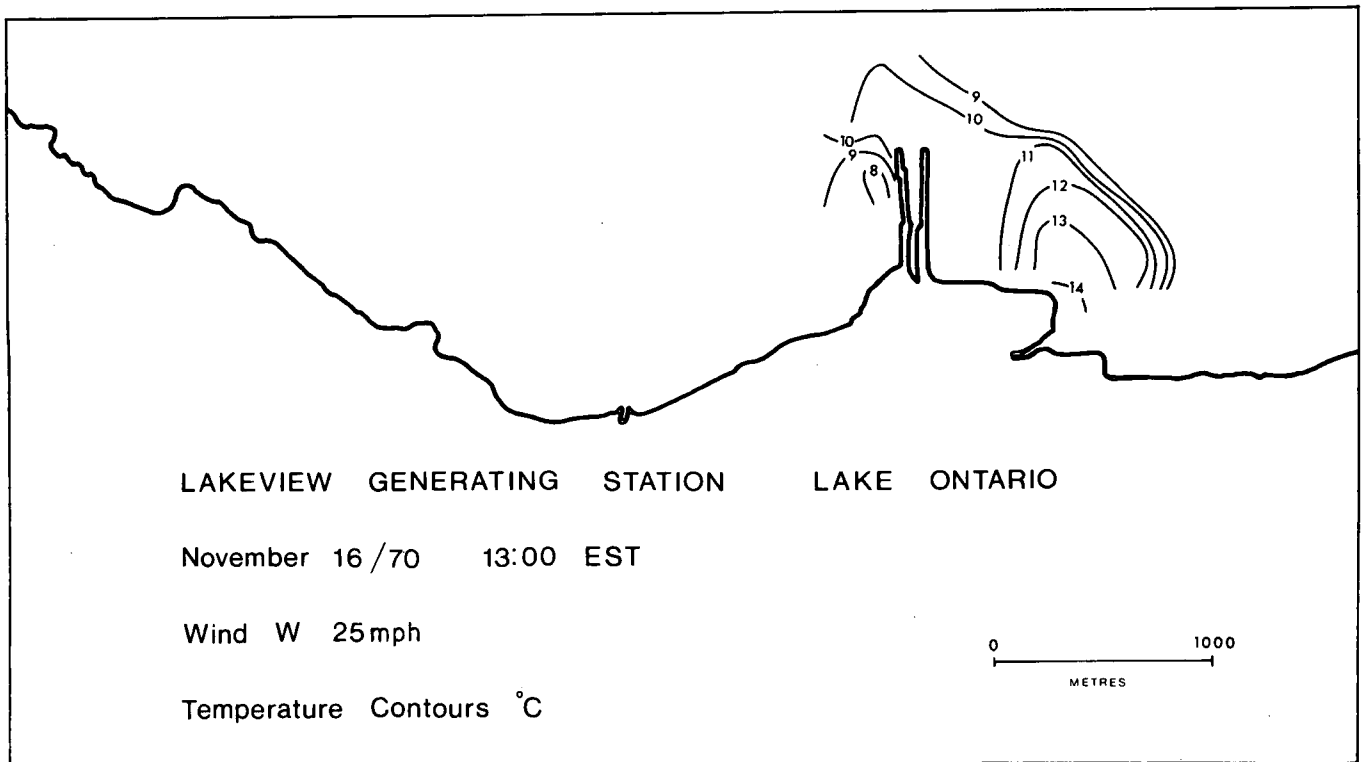 9
10
11
12
13
14
10
9
8
LAKEVIEW GENERATING STATION LAKE ONTARIO
November 16/70 13:00 EST
Wind W 25mph
0 1000
METRES
Temperature Contours °C